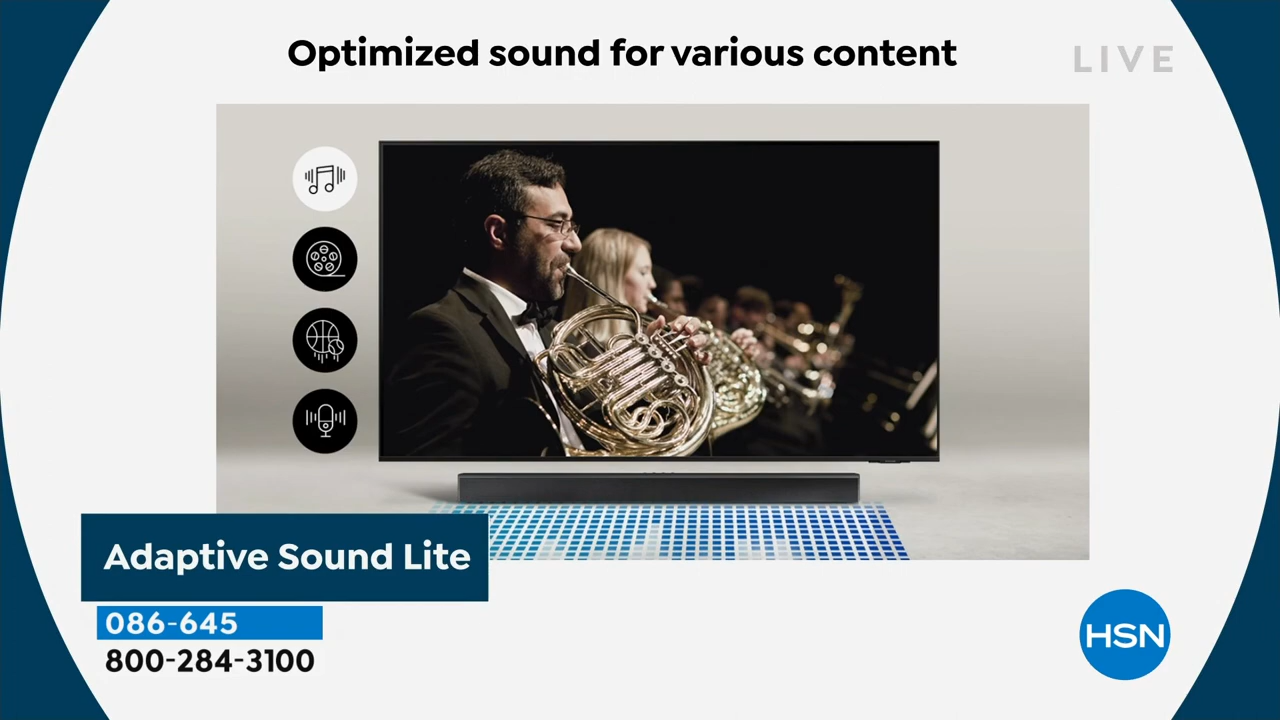 Optimized sound for various content
LIVE
Adaptive Sound Lite
086-645
800-284-3100
HSN